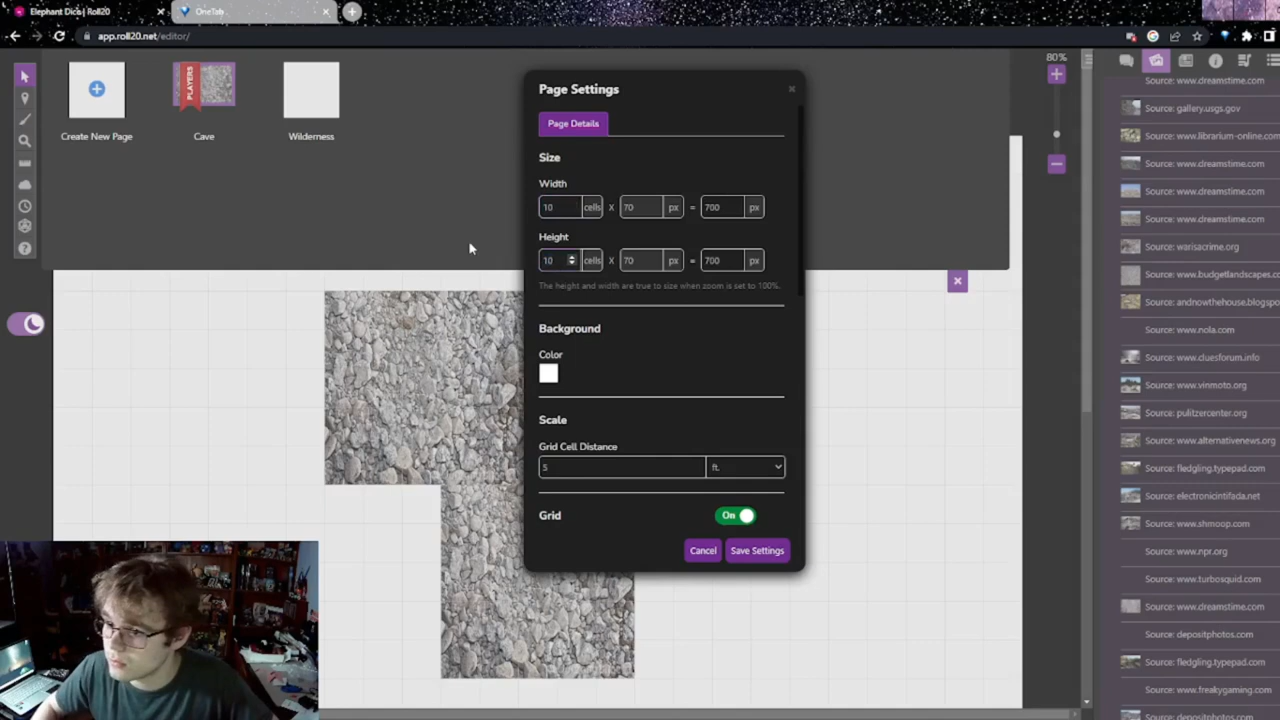 Elephant Dica | Roll20
OneTab
app.roll20.net/editor/
PLAYERS
Create New Page
Cave
Wilderness
Page Settings
Page Details
Size
Width
10 cells X 70 px = 700 px
Height
10 cells X 70 px = 700 px
The height and width are true to size when zoom is set to 100%.
Background
Color
Scale
Grid Cell Distance
5 ft.
Grid On
Cancel Save Settings
80%
Source: www.dreamstime.com
Source: gallery.usgs.gov
Source: www.librarium-online.com
Source: www.dreamstime.com
Source: www.dreamstime.com
Source: www.dreamstime.com
Source: warisacrime.org
Source: www.budgetlandscapes.c
Source: andnowthehouse.blogspo
Source: www.nola.com
Source: www.cluesforum.info
Source: www.vinmoto.org
Source: pulitzercenter.org
Source: www.alternativenews.org
Source: fledgling.typepad.com
Source: electronicintifada.net
Source: www.shmoop.com
Source: www.npr.org
Source: www.turbosquid.com
Source: www.dreamstime.com
Source: depositphotos.com
Source: fledgling.typepad.com
Source: www.freakygaming.com
Source: depositphotos.com